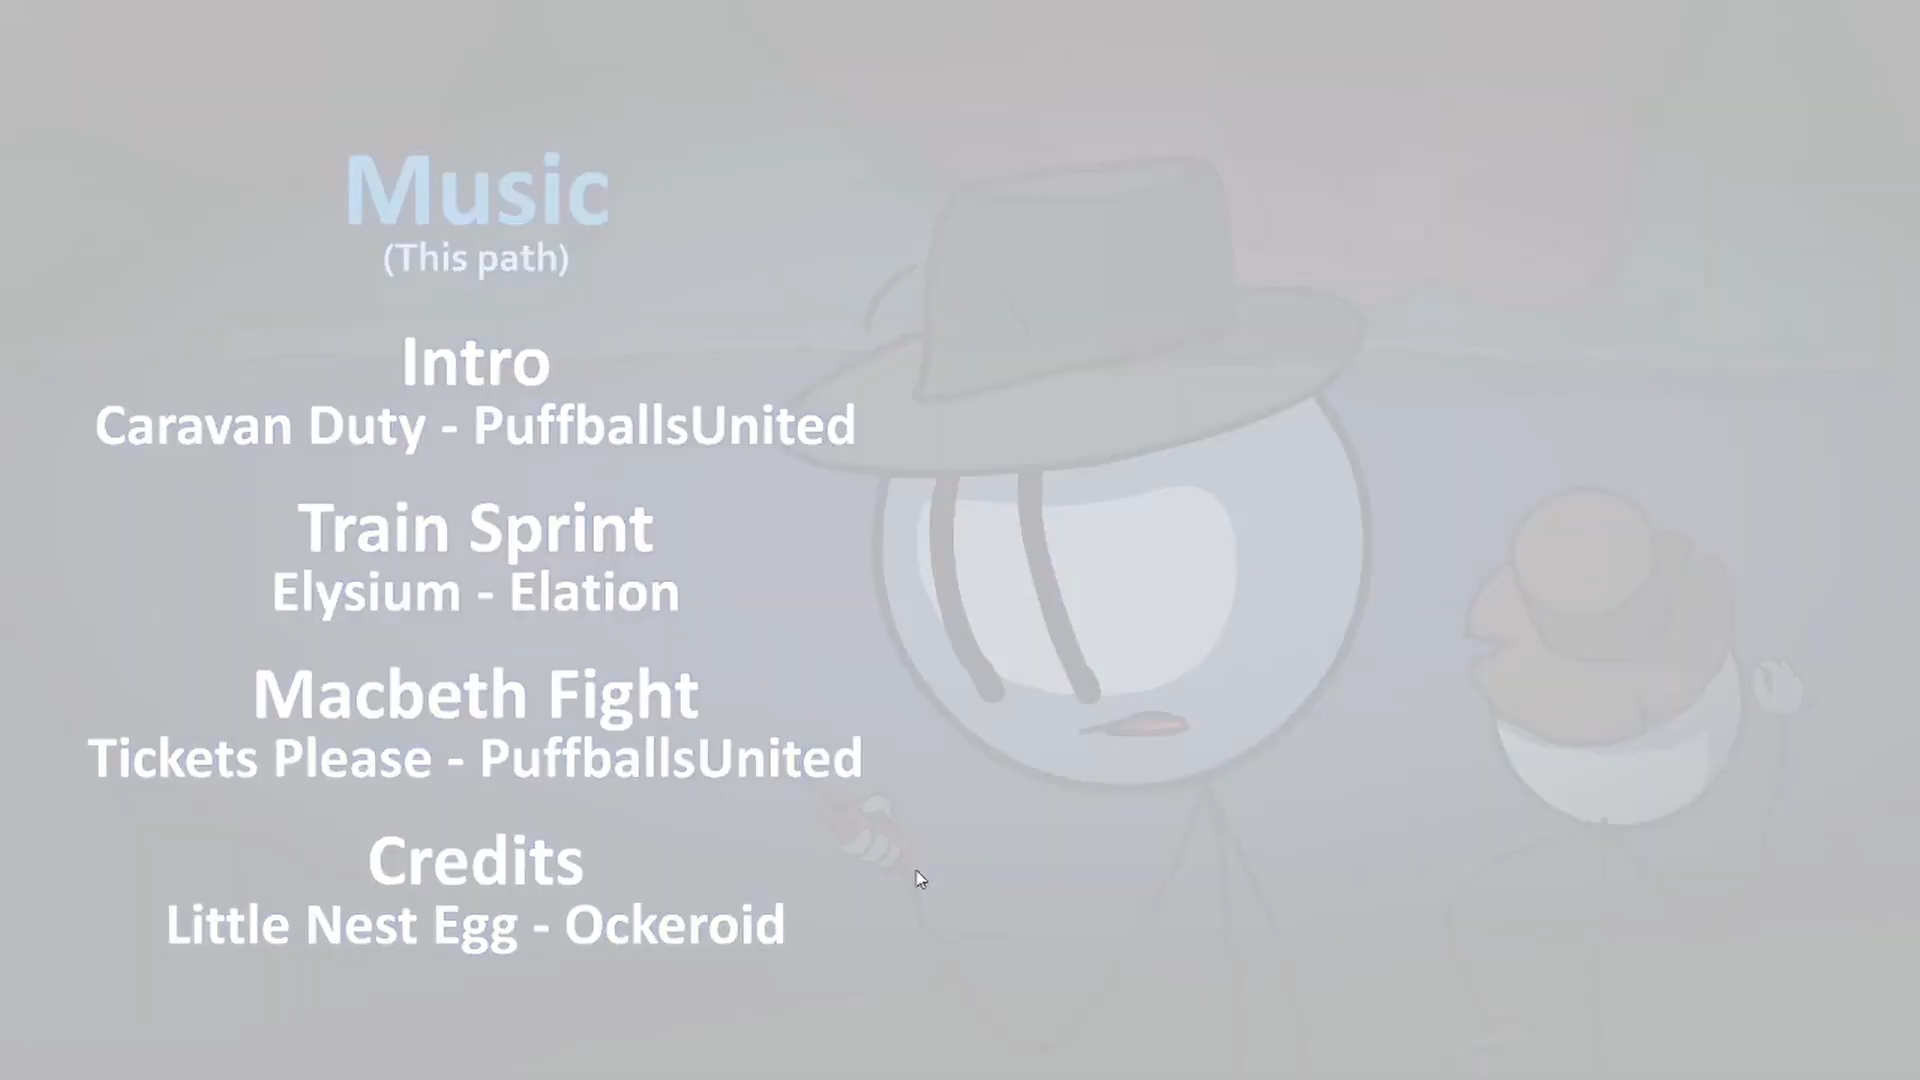 Music
(This path)
Intro
Caravan Duty - PuffballsUnited
Train Sprint
Elysium - Elation
Macbeth Fight
Tickets Please - PuffballsUnited
Credits
Little Nest Egg - Ockeroid